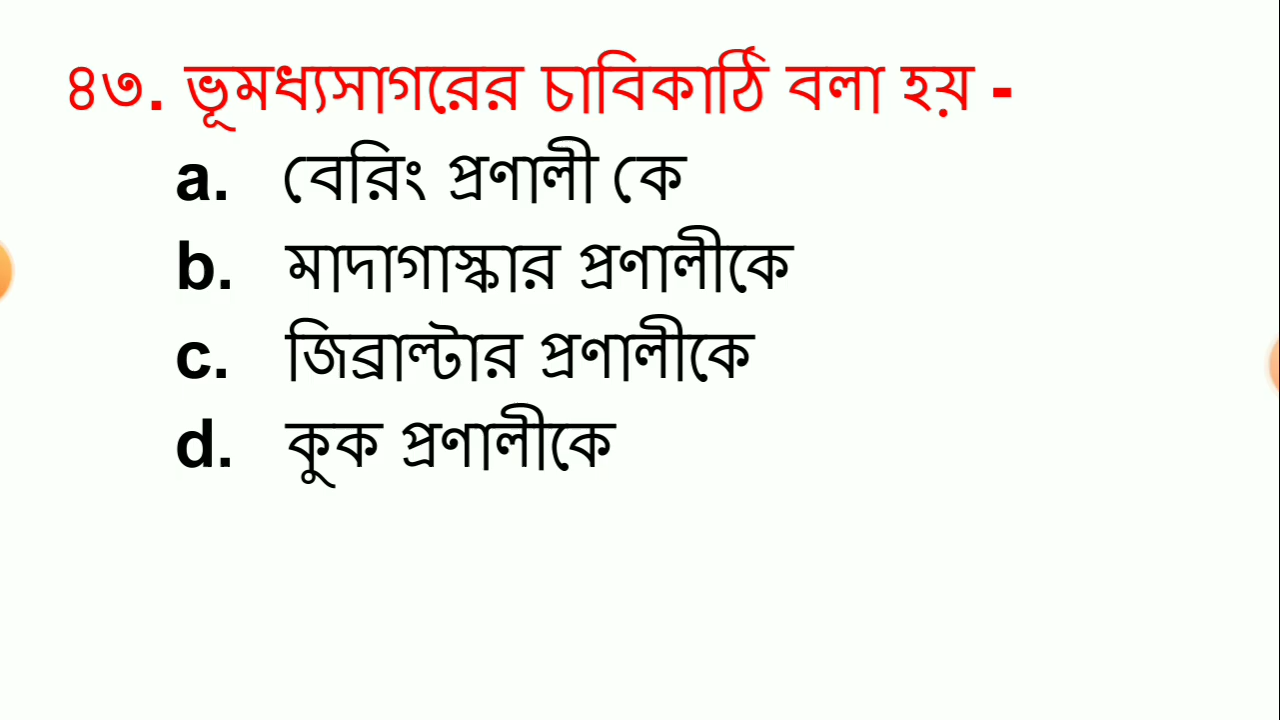 ৪৩. ভূমধ্যসাগরের চাবিকাঠি বলা হয় -
a. বেরিং প্রণালী কে
b. মাদাগাস্কার প্রণালীকে
c. জিব্রাল্টার প্রণালীকে
d. কুক প্রণালীকে